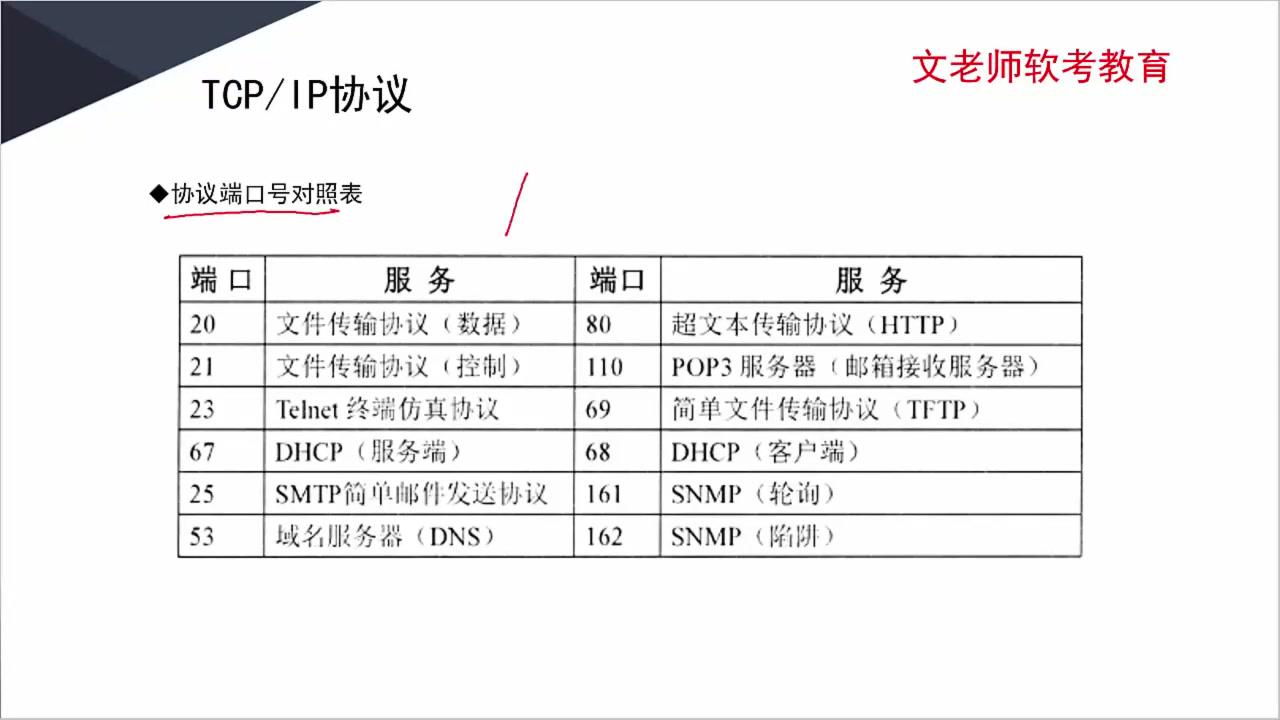 文老师软考教育
TCP/IP协议
◆协议端口号对照表
端口 服务 端口 服务
20 文件传输协议（数据） 80 超文本传输协议（HTTP）
21 文件传输协议（控制） 110 POP3 服务器（邮箱接收服务器）
23 Telnet 终端仿真协议 69 简单文件传输协议（TFTP）
67 DHCP（服务端） 68 DHCP（客户端）
25 SMTP简单邮件发送协议 161 SNMP（轮询）
53 域名服务器（DNS） 162 SNMP（陷阱）